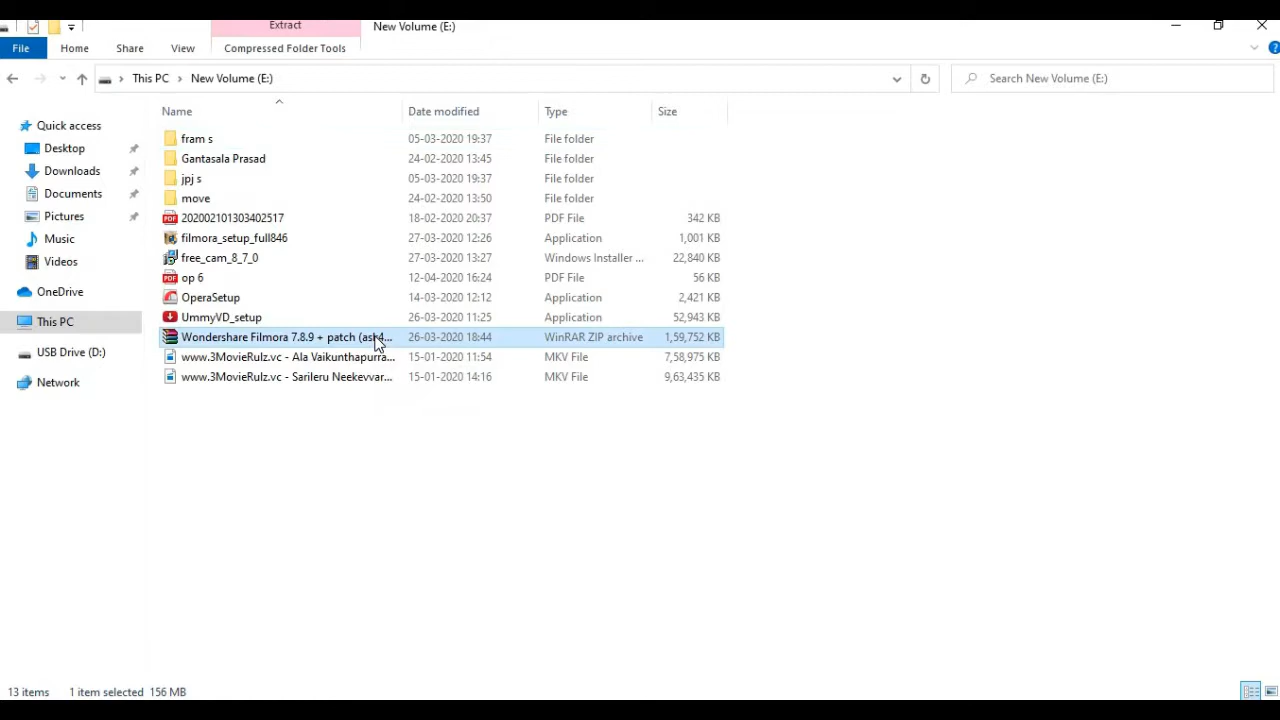 Extract
New Volume (E:)
File Home Share View Compressed Folder Tools
This PC New Volume (E:) Search New Volume (E:)
Name Date modified Type Size
Quick access
Desktop
Downloads
Documents
Pictures
Music
Videos
OneDrive
This PC
USB Drive (D:)
Network
fram s 05-03-2020 19:37 File folder
Gantasala Prasad 24-02-2020 13:45 File folder
jpj s 05-03-2020 19:37 File folder
move 24-02-2020 13:50 File folder
202002101303402517 18-02-2020 20:37 PDF File 342 KB
filmora_setup_full846 27-03-2020 12:26 Application 1,001 KB
free_cam_8_7_0 27-03-2020 13:27 Windows Installer ... 22,840 KB
op 6 12-04-2020 16:24 PDF File 56 KB
OperaSetup 14-03-2020 12:12 Application 2,421 KB
UmmyVD_setup 26-03-2020 11:25 Application 52,943 KB
Wondershare Filmora 7.8.9 + patch 26-03-2020 18:44 WinRAR ZIP archive 1,59,752 KB
www.3MovieRulz.vc - Ala Vaikunthapurra... 15-01-2020 11:54 MKV File 7,58,975 KB
www.3MovieRulz.vc - Sarileru Neekevvar... 15-01-2020 14:16 MKV File 9,63,435 KB
13 items 1 item selected 156 MB